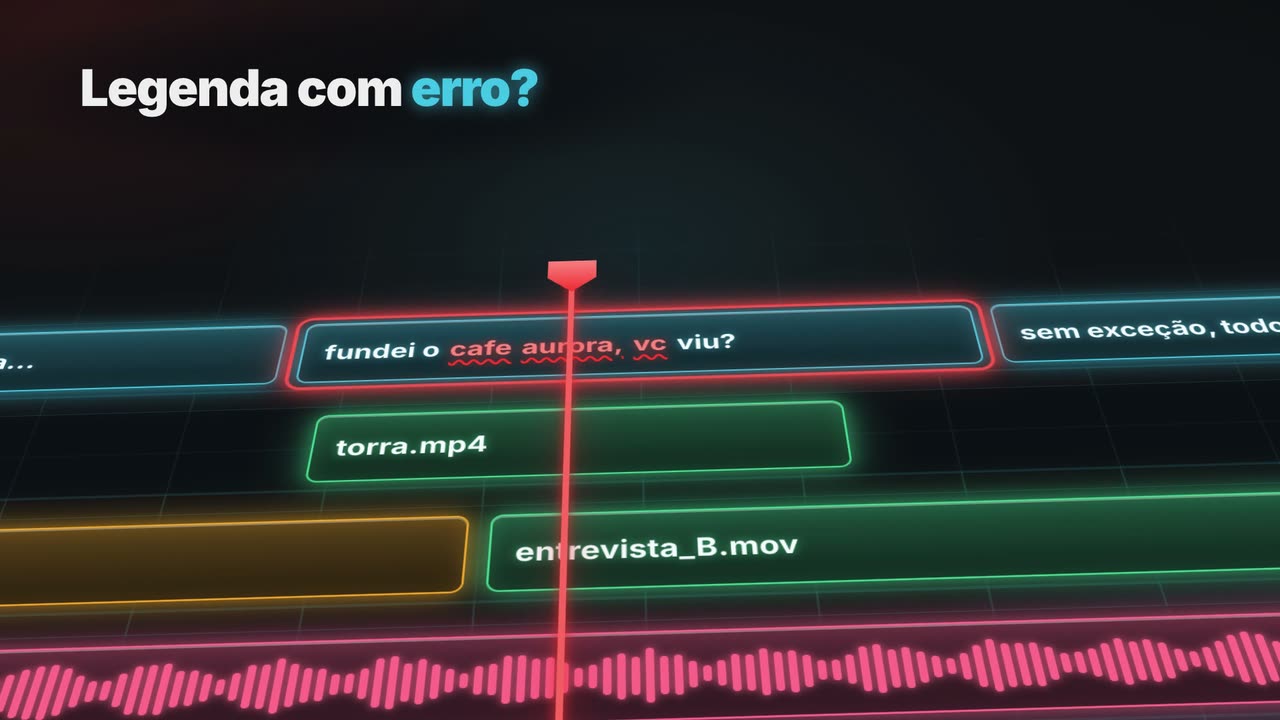 Legenda com erro?
a...
fundei o cafe aurora, vc viu?
sem exceção, todo
torra.mp4
entrevista_B.mov